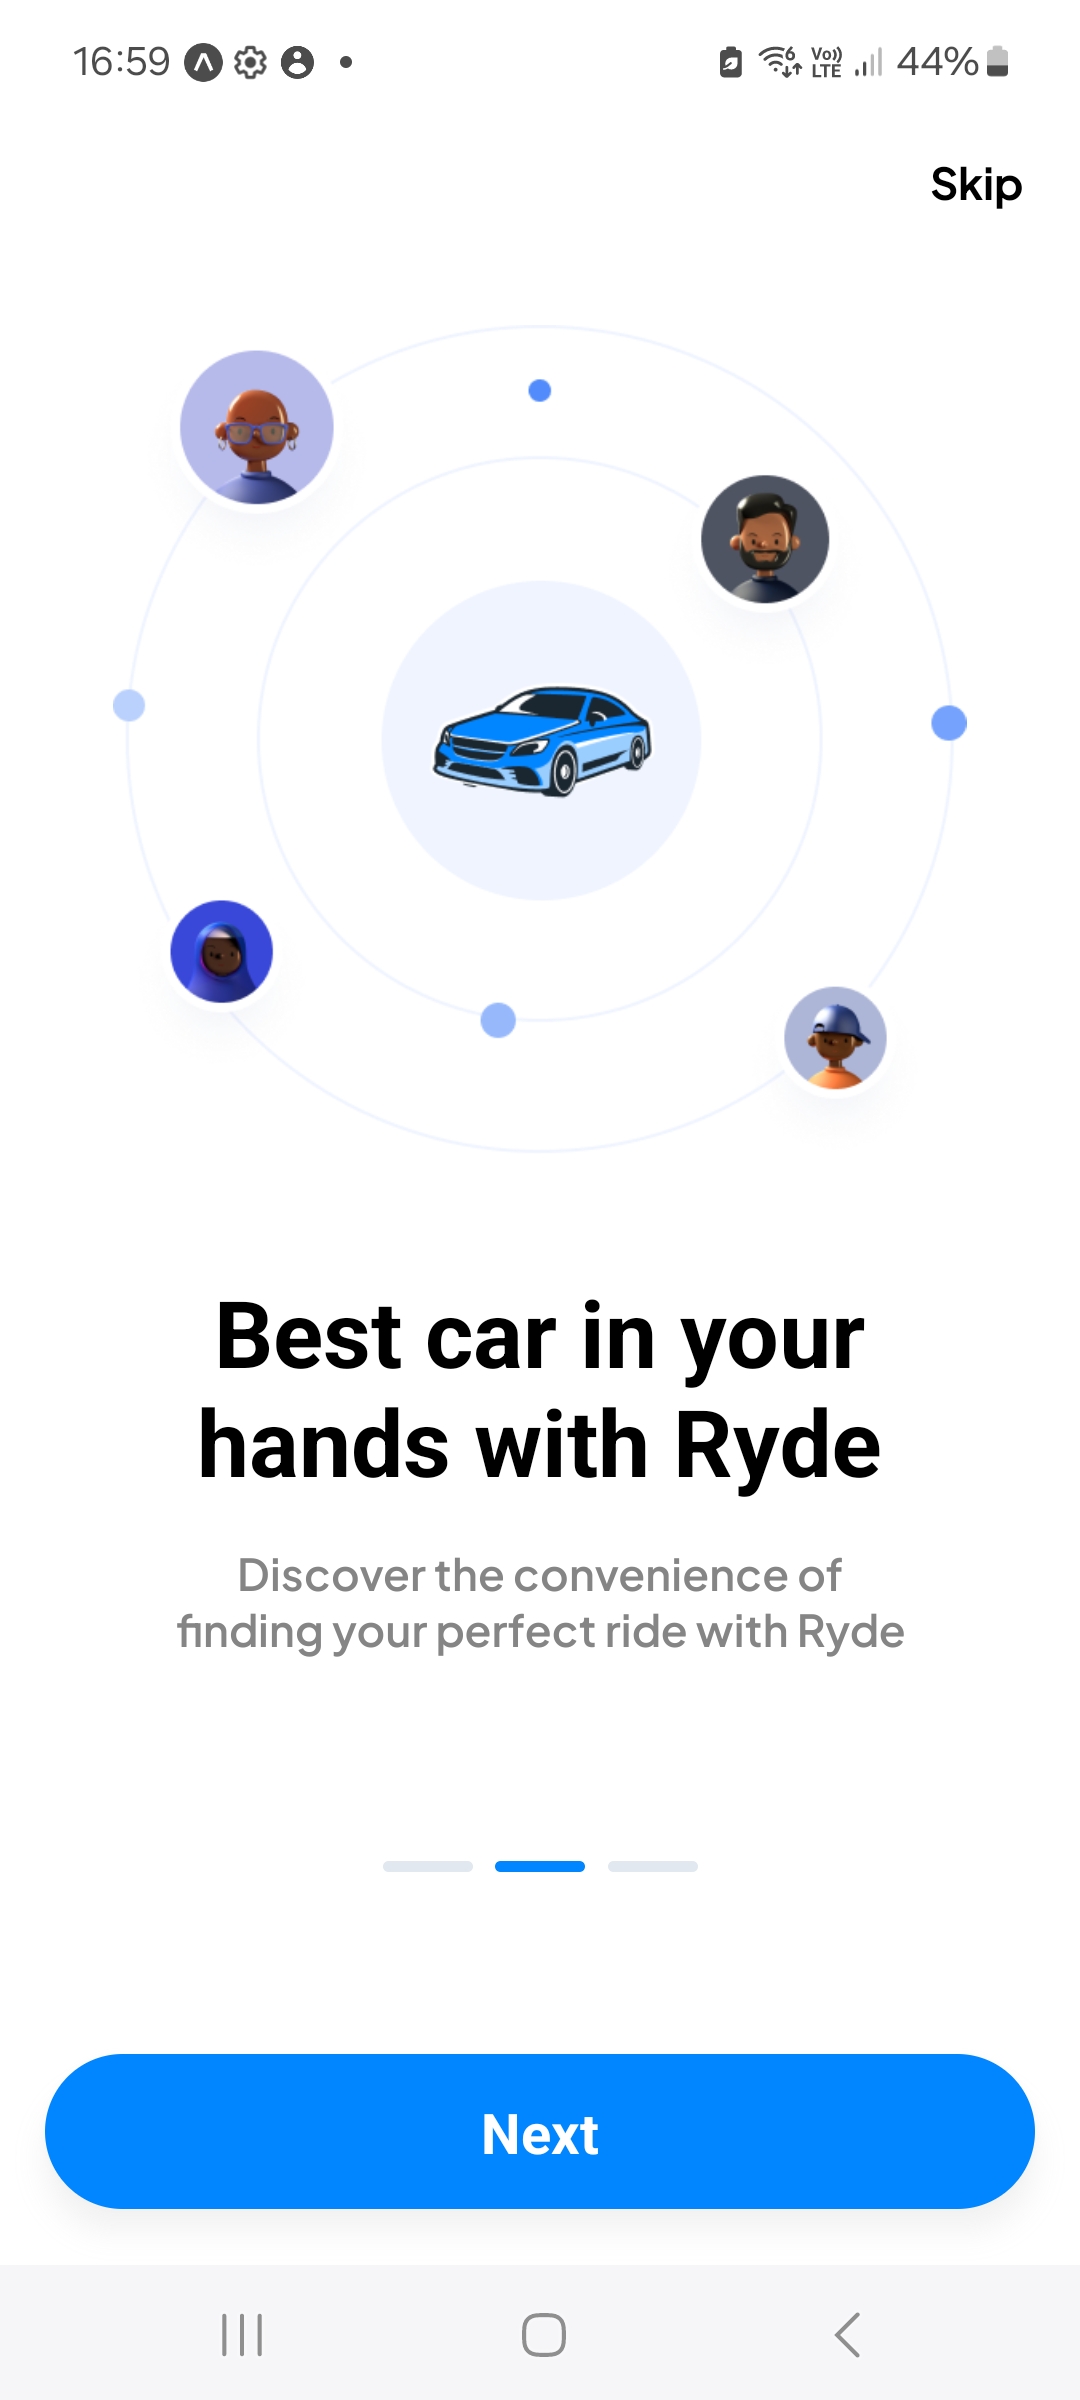 16:59
6 Vo)) LTE 44%
Skip
Best car in your
hands with Ryde
Discover the convenience of
finding your perfect ride with Ryde
Next